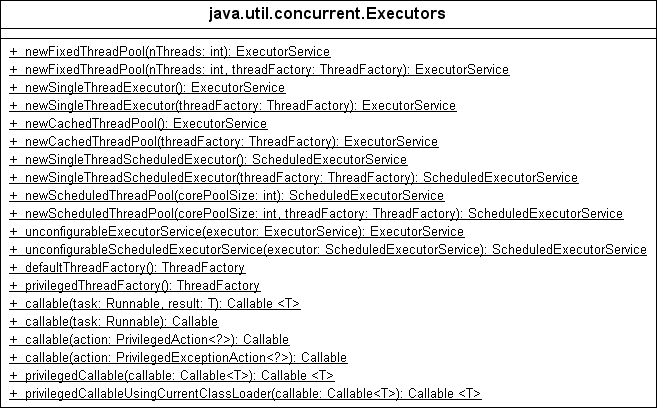 java.util.concurrent.Executors
+ newFixedThreadPool(nThreads: int): ExecutorService
+ newFixedThreadPool(nThreads: int, threadFactory: ThreadFactory): ExecutorService
+ newSingleThreadExecutor(): ExecutorService
+ newSingleThreadExecutor(threadFactory: ThreadFactory): ExecutorService
+ newCachedThreadPool(): ExecutorService
+ newCachedThreadPool(threadFactory: ThreadFactory): ExecutorService
+ newSingleThreadScheduledExecutor(): ScheduledExecutorService
+ newSingleThreadScheduledExecutor(threadFactory: ThreadFactory): ScheduledExecutorService
+ newScheduledThreadPool(corePoolSize: int): ScheduledExecutorService
+ newScheduledThreadPool(corePoolSize: int, threadFactory: ThreadFactory): ScheduledExecutorService
+ unconfigurableExecutorService(executor: ExecutorService): ExecutorService
+ unconfigurableScheduledExecutorService(executor: ScheduledExecutorService): ScheduledExecutorService
+ defaultThreadFactory(): ThreadFactory
+ privilegedThreadFactory(): ThreadFactory
+ callable(task: Runnable, result: T): Callable <T>
+ callable(task: Runnable): Callable
+ callable(action: PrivilegedAction<?>): Callable
+ callable(action: PrivilegedExceptionAction<?>): Callable
+ privilegedCallable(callable: Callable<T>): Callable <T>
+ privilegedCallableUsingCurrentClassLoader(callable: Callable<T>): Callable <T>